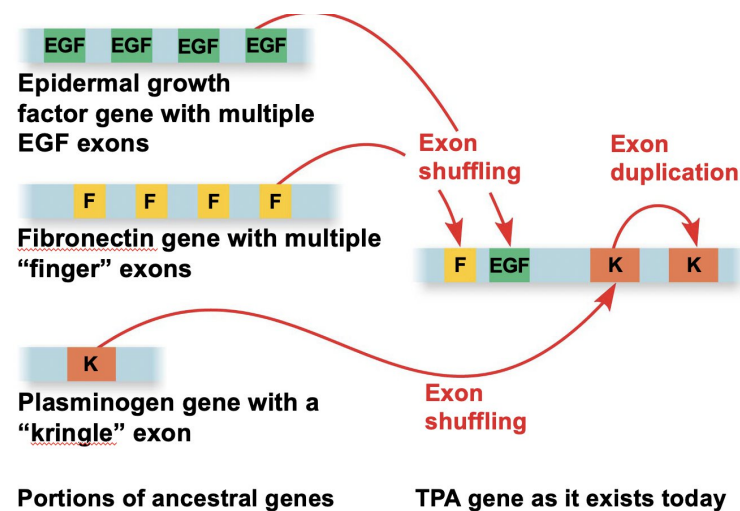 EGF EGF EGF EGF
Epidermal growth
factor gene with multiple
EGF exons
Exon
shuffling
Exon
duplication
F F F F
Fibronectin gene with multiple
“finger” exons
F EGF K K
K
Plasminogen gene with a
“kringle” exon
Exon
shuffling
Portions of ancestral genes
TPA gene as it exists today